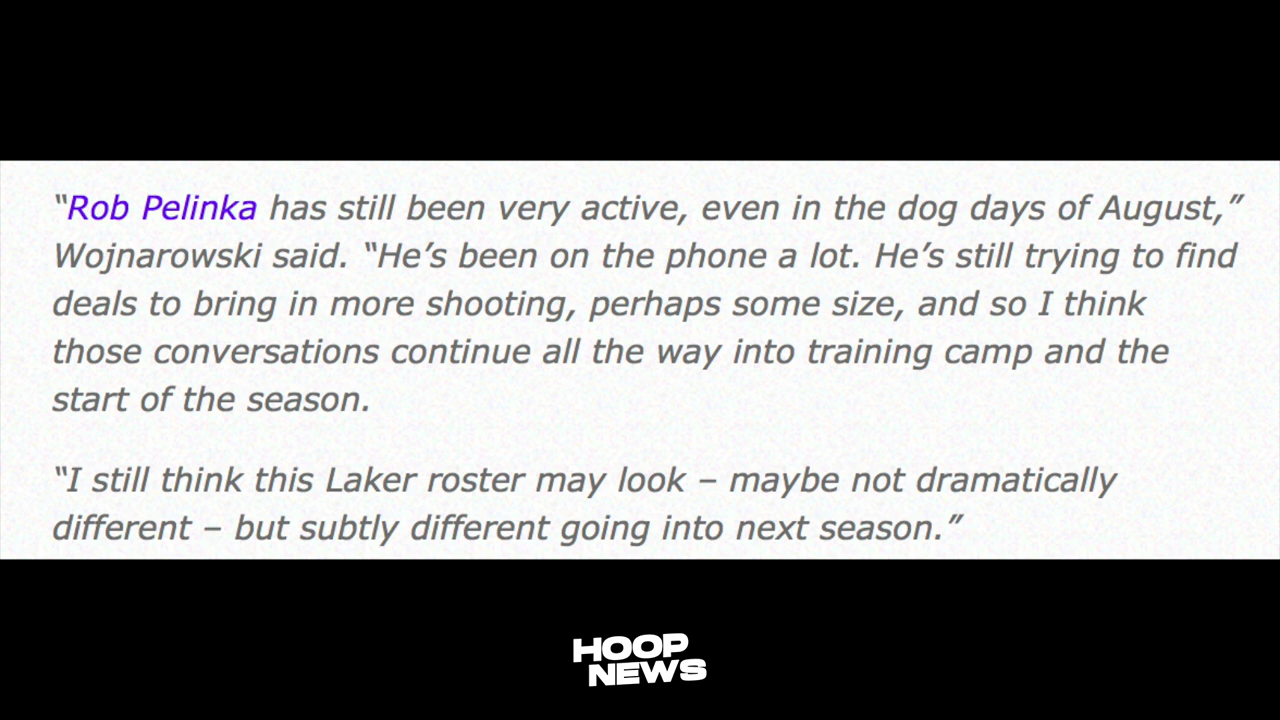 “Rob Pelinka has still been very active, even in the dog days of August,”
Wojnarowski said. “He’s been on the phone a lot. He’s still trying to find
deals to bring in more shooting, perhaps some size, and so I think
those conversations continue all the way into training camp and the
start of the season.
“I still think this Laker roster may look – maybe not dramatically
different – but subtly different going into next season.”
HOOP
NEWS